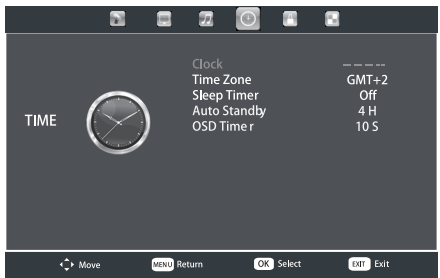 Clock _ _ _ _ _
Time Zone GMT+2
Sleep Timer Off
Auto Standby 4 H
OSD Timer 10 S
TIME
Move MENU Return OK Select EXIT Exit